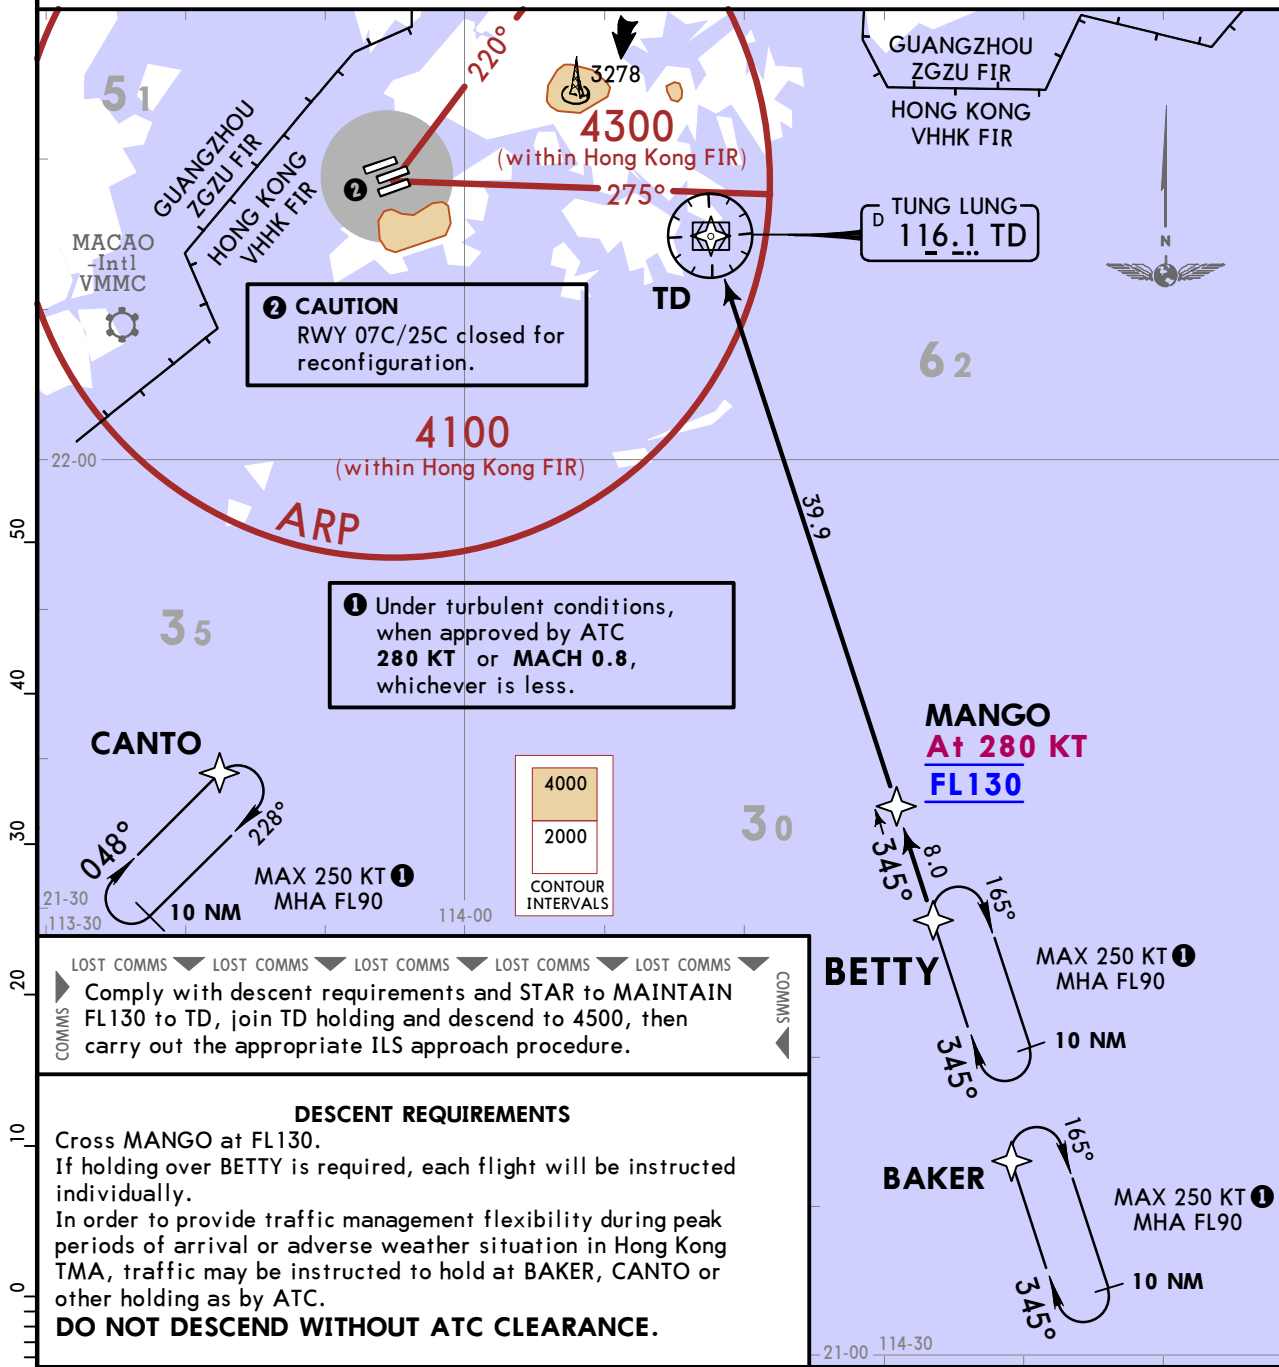 51
220°
3278
4300
(within Hong Kong FIR)
275°
GUANGZHOU
ZGZU FIR
HONG KONG
VHHK FIR
GUANGZHOU
ZGZU FIR
HONG KONG
VHHK FIR
2
MACAO
-Intl
VMMC
D TUNG LUNG
116.1 TD
N
TD
2 CAUTION
RWY 07C/25C closed for
reconfiguration.
62
4100
(within Hong Kong FIR)
22-00
ARP
39.9
50
1 Under turbulent conditions,
when approved by ATC
280 KT or MACH 0.8,
whichever is less.
35
40
MANGO
At 280 KT
FL130
CANTO
048°
228°
MAX 250 KT 1
MHA FL90
10 NM
4000
2000
CONTOUR
INTERVALS
30
30
345°
8.0
165°
21-30
113-30
114-00
BETTY
MAX 250 KT 1
MHA FL90
345°
10 NM
LOST COMMS LOST COMMS LOST COMMS LOST COMMS LOST COMMS
COMMS
COMMS
Comply with descent requirements and STAR to MAINTAIN
FL130 to TD, join TD holding and descend to 4500, then
carry out the appropriate ILS approach procedure.
20
DESCENT REQUIREMENTS
Cross MANGO at FL130.
If holding over BETTY is required, each flight will be instructed
individually.
In order to provide traffic management flexibility during peak
periods of arrival or adverse weather situation in Hong Kong
TMA, traffic may be instructed to hold at BAKER, CANTO or
other holding as by ATC.
DO NOT DESCEND WITHOUT ATC CLEARANCE.
10
0
BAKER
165°
MAX 250 KT 1
MHA FL90
345°
10 NM
21-00
114-30